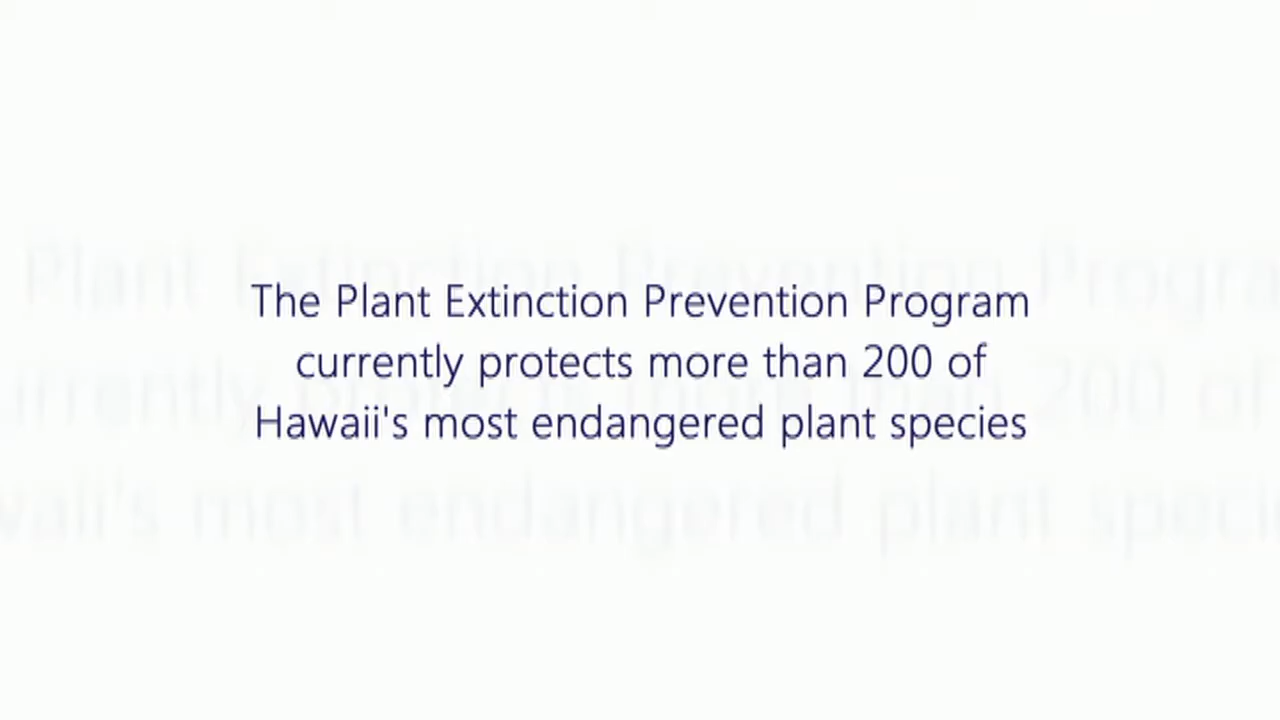 The Plant Extinction Prevention Program
currently protects more than 200 of
Hawaii's most endangered plant species